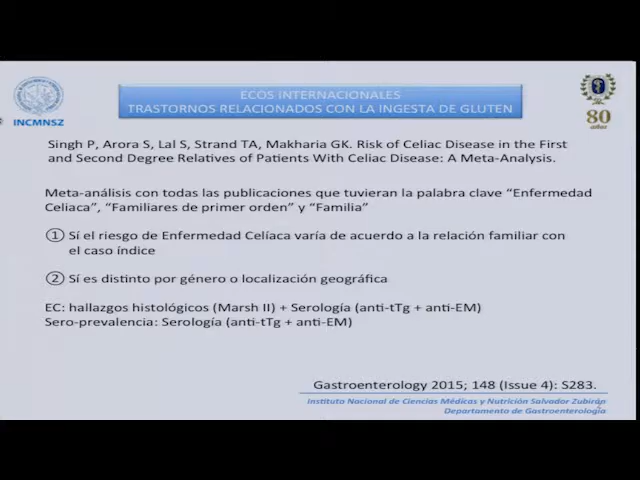 ECOS INTERNACIONALES
TRASTORNOS RELACIONADOS CON LA INGESTA DE GLUTEN
INCMNSZ
80
años
Singh P, Arora S, Lal S, Strand TA, Makharia GK. Risk of Celiac Disease in the First
and Second Degree Relatives of Patients With Celiac Disease: A Meta-Analysis.
Meta-análisis con todas las publicaciones que tuvieran la palabra clave “Enfermedad
Celíaca”, “Familiares de primer orden” y “Familia”
① Sí el riesgo de Enfermedad Celíaca varía de acuerdo a la relación familiar con
el caso índice
② Sí es distinto por género o localización geográfica
EC: hallazgos histológicos (Marsh II) + Serología (anti-tTg + anti-EM)
Sero-prevalencia: Serología (anti-tTg + anti-EM)
Gastroenterology 2015; 148 (Issue 4): S283.
Instituto Nacional de Ciencias Médicas y Nutrición Salvador Zubirán
Departamento de Gastroenterología